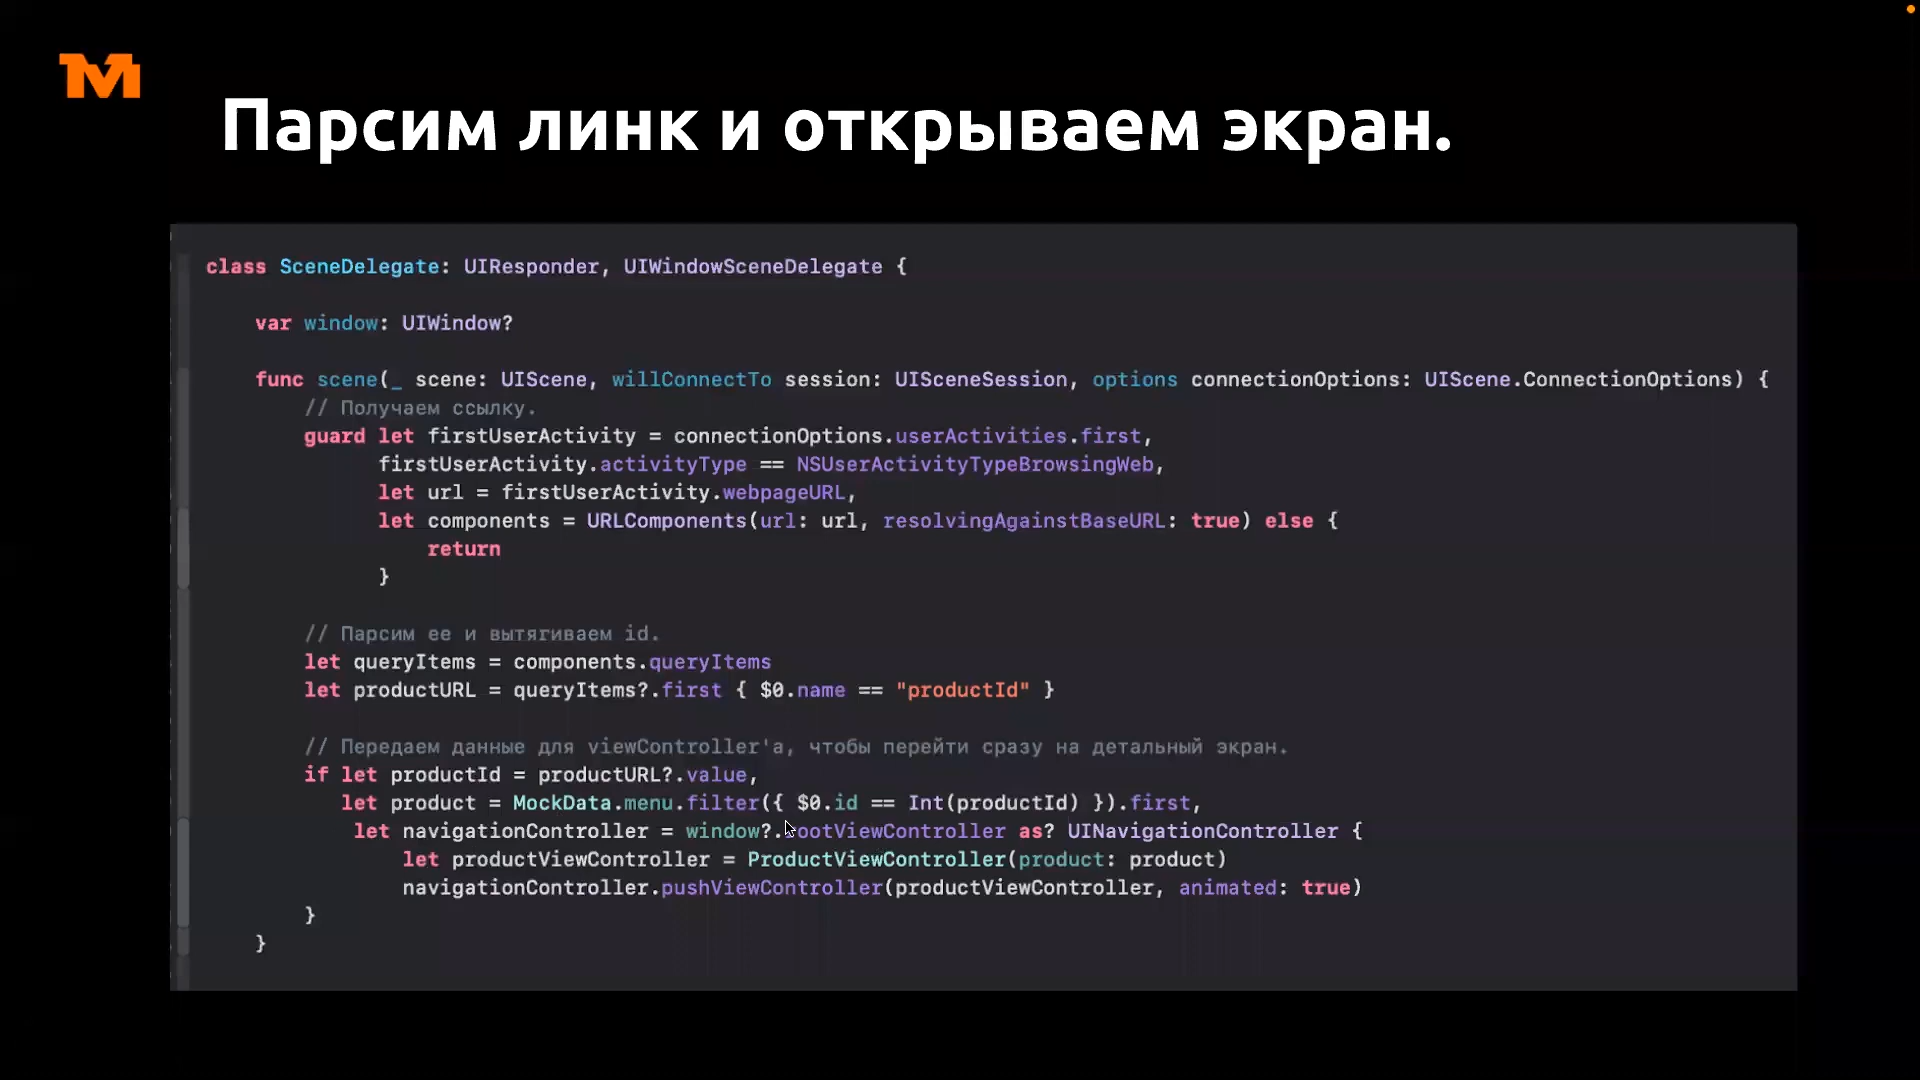 Парсим линк и открываем экран.
class SceneDelegate: UIResponder, UIWindowSceneDelegate {
var window: UIWindow?
func scene(_ scene: UIScene, willConnectTo session: UISceneSession, options connectionOptions: UIScene.ConnectionOptions) {
// Получаем ссылку.
guard let firstUserActivity = connectionOptions.userActivities.first,
firstUserActivity.activityType == NSUserActivityTypeBrowsingWeb,
let url = firstUserActivity.webpageURL,
let components = URLComponents(url: url, resolvingAgainstBaseURL: true) else {
return
}
// Парсим ее и вытягиваем id.
let queryItems = components.queryItems
let productURL = queryItems?.first { $0.name == "productId" }
// Передаем данные для viewController'а, чтобы перейти сразу на детальный экран.
if let productId = productURL?.value,
let product = MockData.menu.filter({ $0.id == Int(productId) }).first,
let navigationController = window?.rootViewController as? UINavigationController {
let productViewController = ProductViewController(product: product)
navigationController.pushViewController(productViewController, animated: true)
}
}